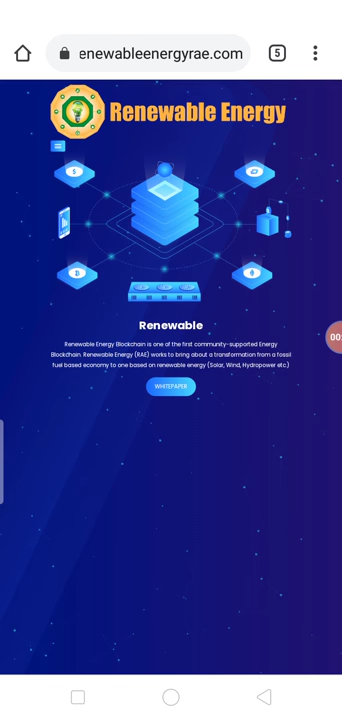 enewableenergyrae.com
5
Renewable Energy
Renewable
Renewable Energy Blockchain is one of the first community-supported Energy
Blockchain. Renewable Energy (RAE) works to bring about a transformation from a fossil
fuel based economy to one based on renewable energy (Solar, Wind, Hydropower etc)
WHITEPAPER
00: